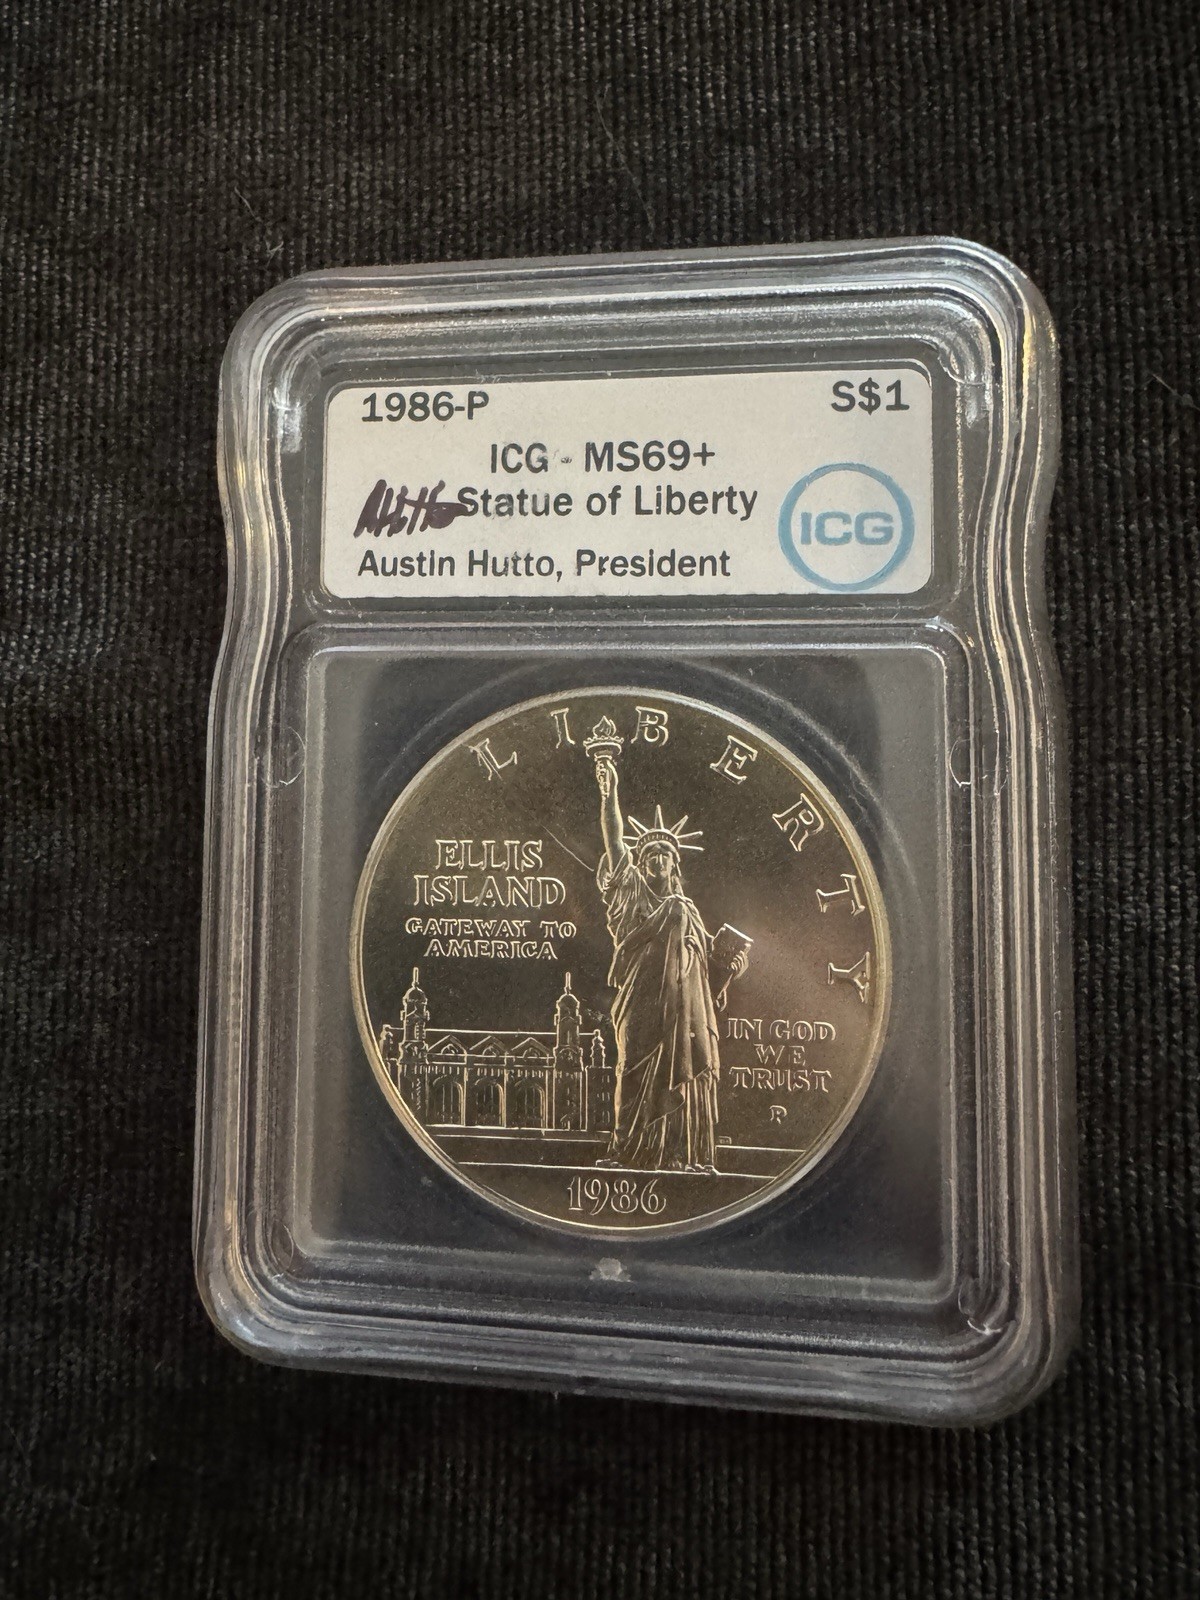 1986-P S$1
ICG - MS69+
Statue of Liberty
ICG
Austin Hutto, President
LIBERTY
ELLIS
ISLAND
GATEWAY TO
AMERICA
IN GOD
WE
TRUST
P
1986